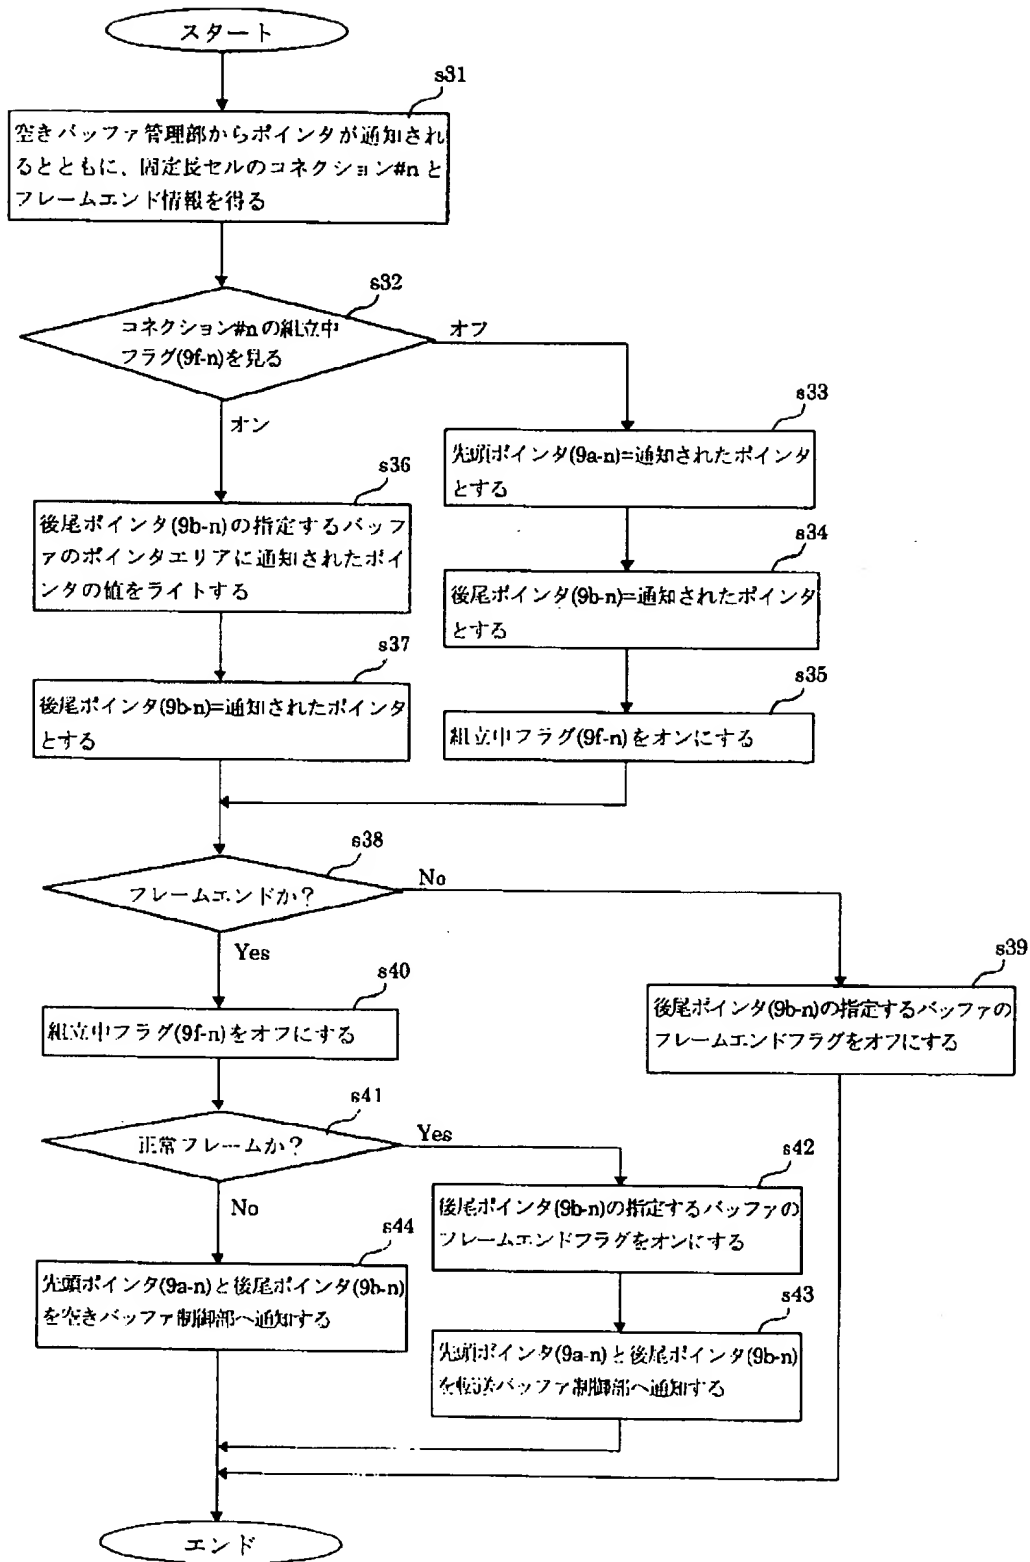 スタート
s31
空きバッファ管理部からポインタが通知され
るとともに、固定長セルのコネクション#nと
フレームエンド情報を得る
s32
コネクション#nの組立中
フラグ(9f-n)を見る
オフ
オン
s33
先頭ポインタ(9a-n)=通知されたポインタ
とする
s34
後尾ポインタ(9b-n)=通知されたポインタ
とする
s35
組立中フラグ(9f-n)をオンにする
s36
後尾ポインタ(9b-n)の指定するバッフ
ァのポインタエリアに通知されたポイ
ンタの値をライトする
s37
後尾ポインタ(9b-n)=通知されたポインタ
とする
s38
フレームエンドか?
No
Yes
s39
後尾ポインタ(9b-n)の指定するバッファの
フレームエンドフラグをオフにする
s40
組立中フラグ(9f-n)をオフにする
s41
正常フレームか?
Yes
No
s42
後尾ポインタ(9b-n)の指定するバッファの
フレームエンドフラグをオンにする
s43
先頭ポインタ(9a-n)と後尾ポインタ(9b-n)
を転送バッファ制御部へ通知する
s44
先頭ポインタ(9a-n)と後尾ポインタ(9b-n)
を空きバッファ制御部へ通知する
エンド